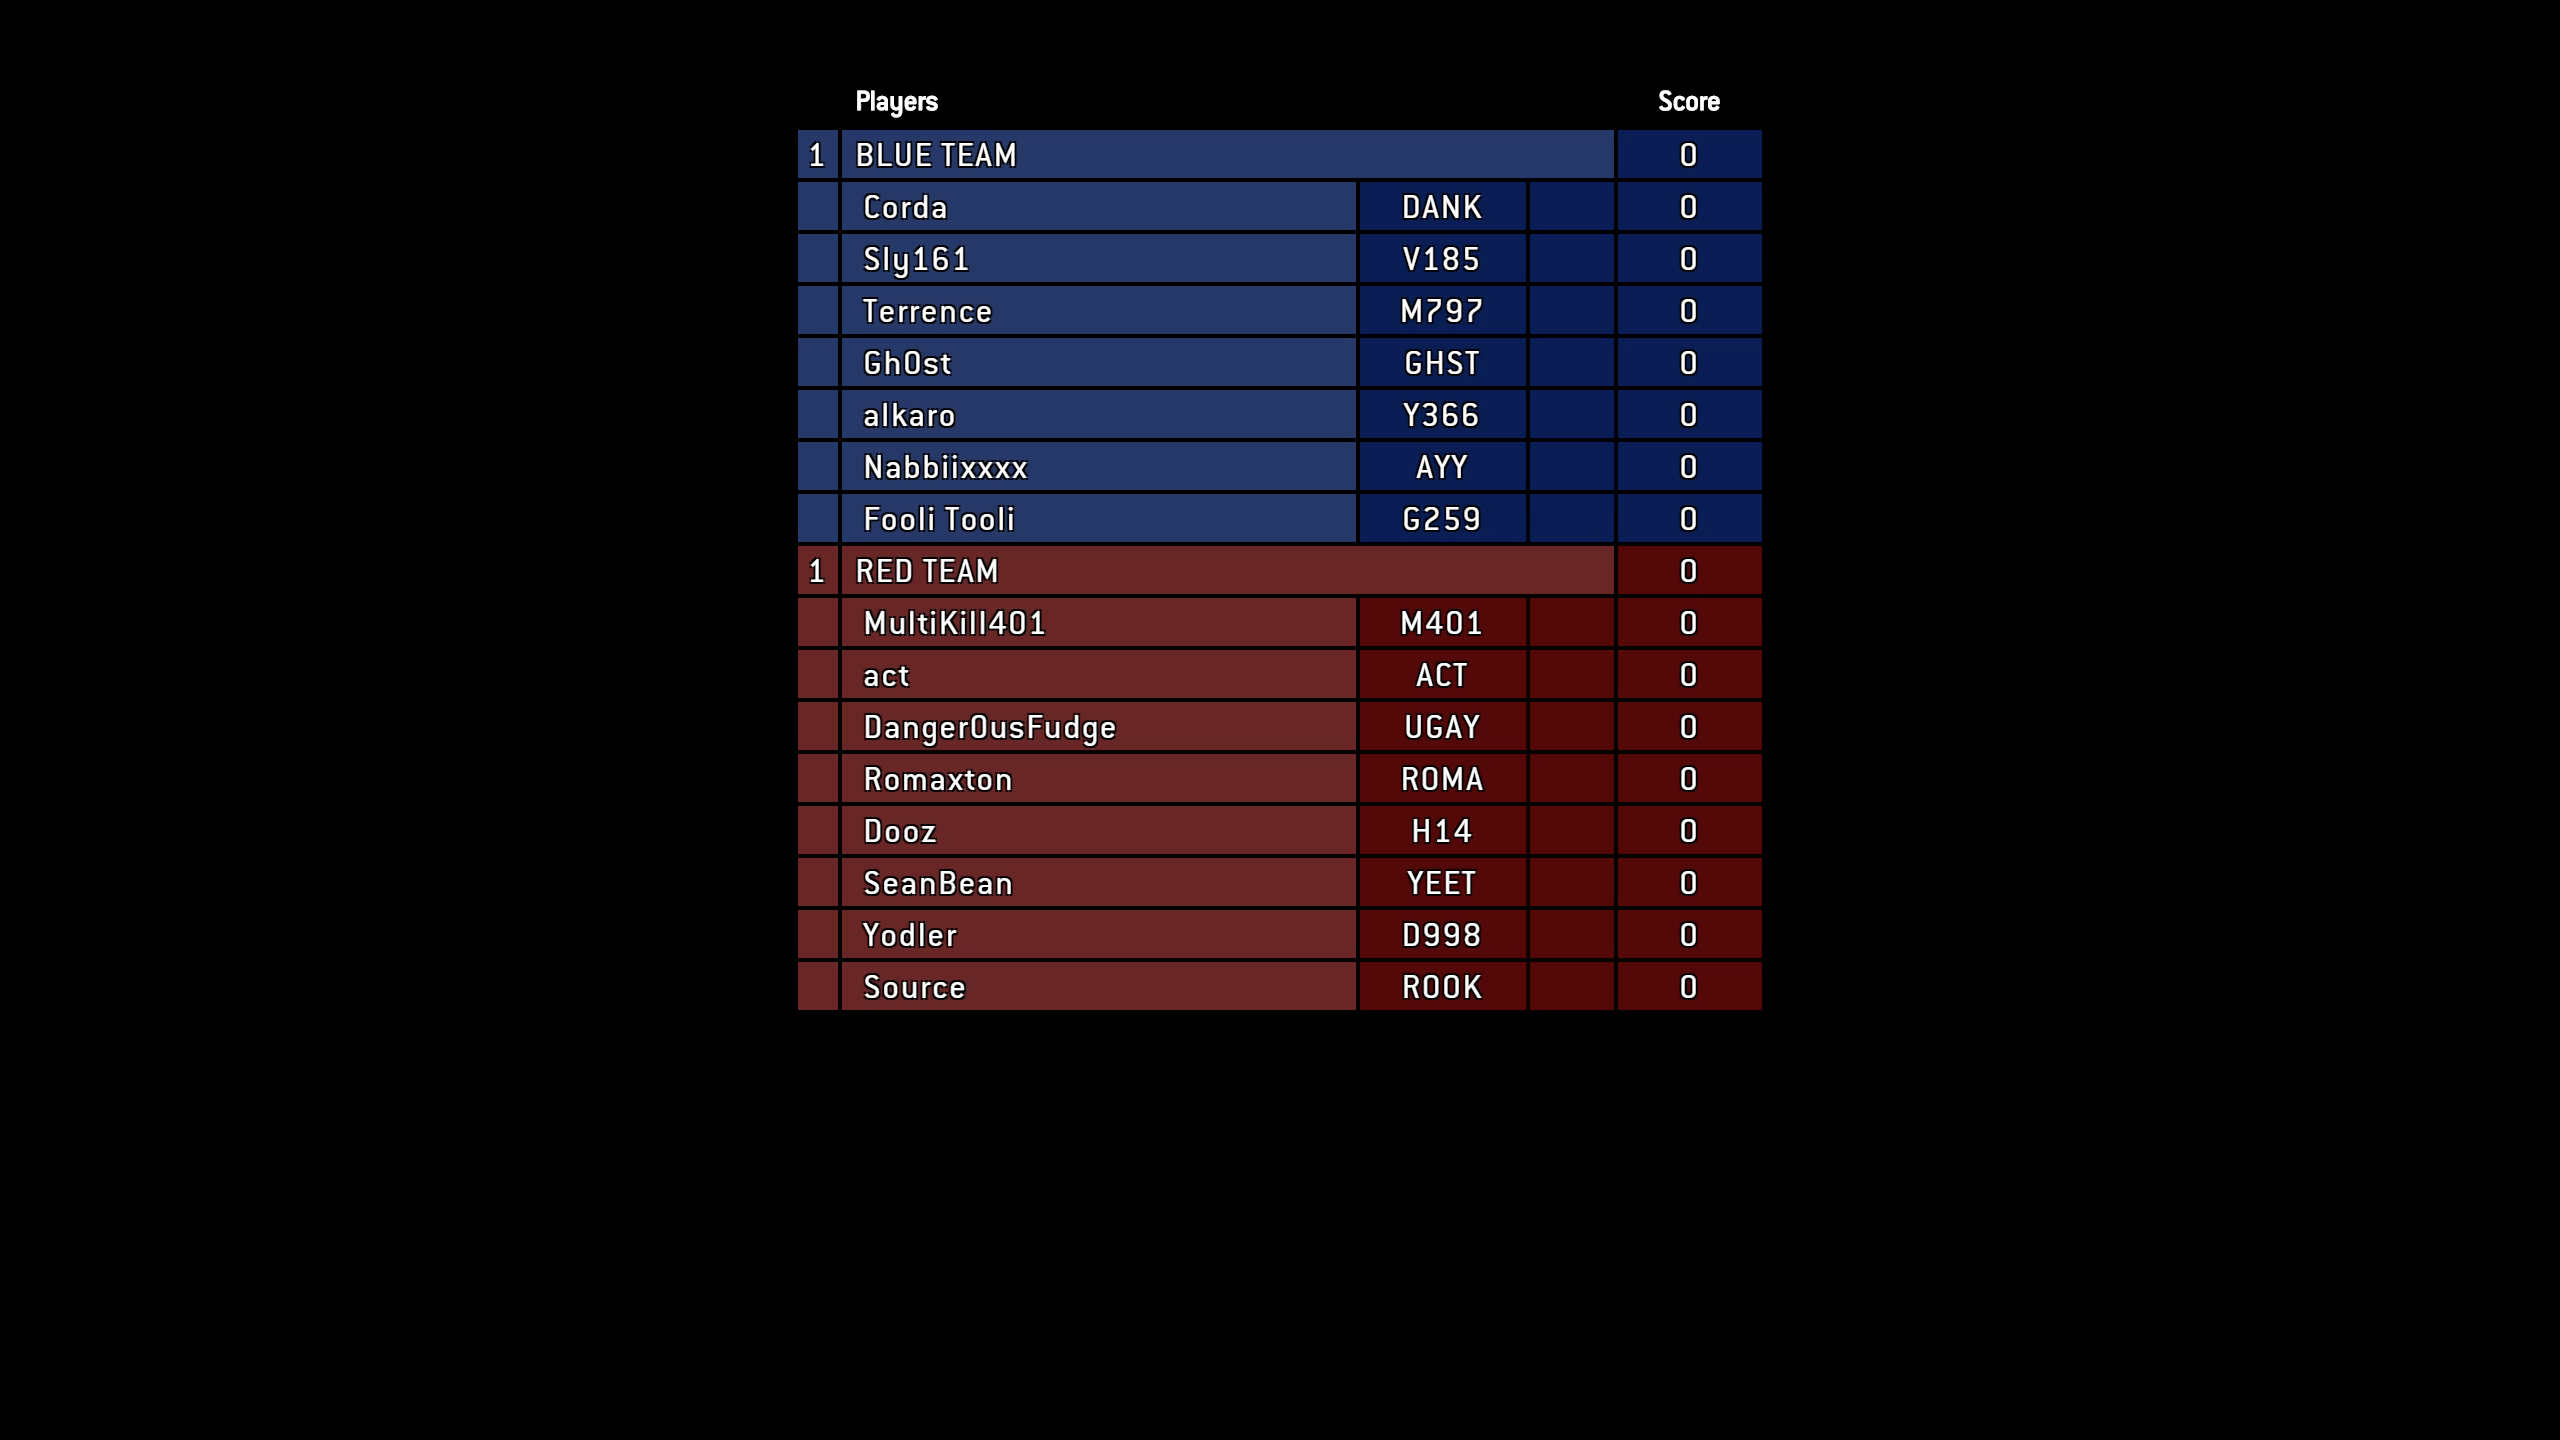 Players Score
1 BLUE TEAM 0
Corda DANK 0
Sly161 V185 0
Terrence M797 0
Gh0st GHST 0
alkaro Y366 0
Nabbiixxxx AYY 0
Fooli Tooli G259 0
1 RED TEAM 0
MultiKill401 M401 0
act ACT 0
Danger0usFudge UGAY 0
Romaxton ROMA 0
Dooz H14 0
SeanBean YEET 0
Yodler D998 0
Source ROOK 0